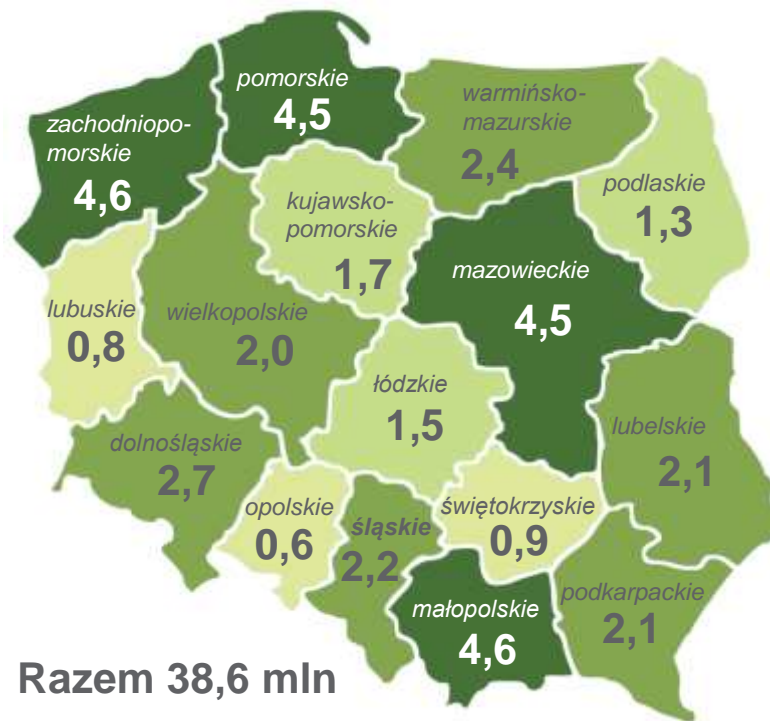 pomorskie
4,5
zachodniopo-
morskie
4,6
warmińsko-
mazurskie
2,4
podlaskie
1,3
kujawsko-
pomorskie
1,7
mazowieckie
4,5
lubuskie
0,8
wielkopolskie
2,0
łódzkie
1,5
lubelskie
2,1
dolnośląskie
2,7
opolskie
0,6
śląskie
2,2
świętokrzyskie
0,9
małopolskie
4,6
podkarpackie
2,1
Razem 38,6 mln